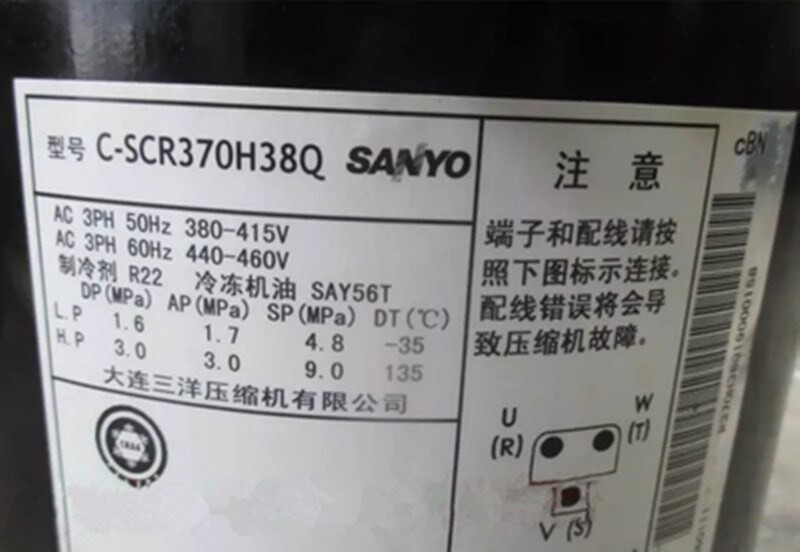 型号 C-SCR370H38Q SANYO
AC 3PH 50Hz 380-415V
AC 3PH 60Hz 440-460V
制冷剂 R22 冷冻机油 SAY56T
DP(MPa) AP(MPa) SP(MPa) DT(℃)
L.P 1.6 1.7 4.8 -35
H.P 3.0 3.0 9.0 135
大连三洋压缩机有限公司
注意
端子和配线请按
照下图标示连接。
配线错误将会导
致压缩机故障。
U
(R)
W
(T)
V (S)
cBN